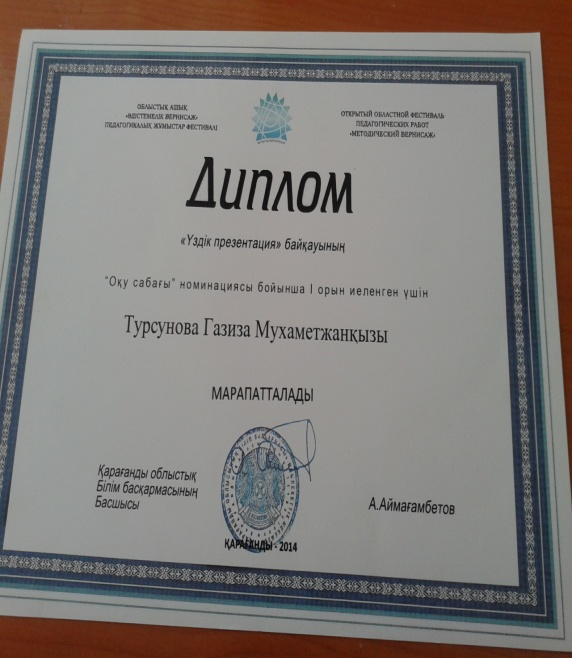 ОБЛЫСТЫҚ АШЫҚ
«ӘДІСТЕМЕЛІК ВЕРНИСАЖ»
ПЕДАГОГИКАЛЫҚ ЖҰМЫСТАР ФЕСТИВАЛІ
ОТКРЫТЫЙ ОБЛАСТНОЙ ФЕСТИВАЛЬ
ПЕДАГОГИЧЕСКИХ РАБОТ
«МЕТОДИЧЕСКИЙ ВЕРНИСАЖ»
Диплом
«Үздік презентация» байқауының
"Оқу сабағы" номинациясы бойынша І орын иеленген үшін
Турсунова Газиза Мухаметжанқызы
МАРАПАТТАЛАДЫ
Қарағанды облыстық
Білім басқармасының
Басшысы
А.Аймағамбетов
ҚАРАҒАНДЫ - 2014